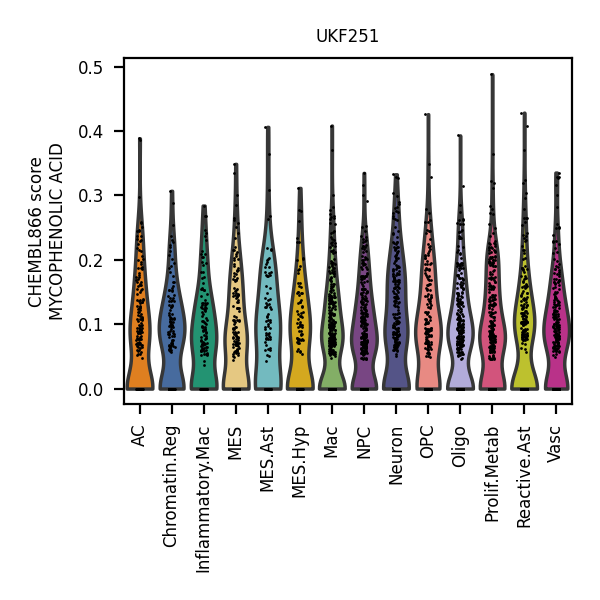 UKF251
CHEMBL866 score
MYCOPHENOLIC ACID
0.5
0.4
0.3
0.2
0.1
0.0
AC
Chromatin.Reg
Inflammatory.Mac
MES
MES.Ast
MES.Hyp
Mac
NPC
Neuron
OPC
Oligo
Prolif.Metab
Reactive.Ast
Vasc